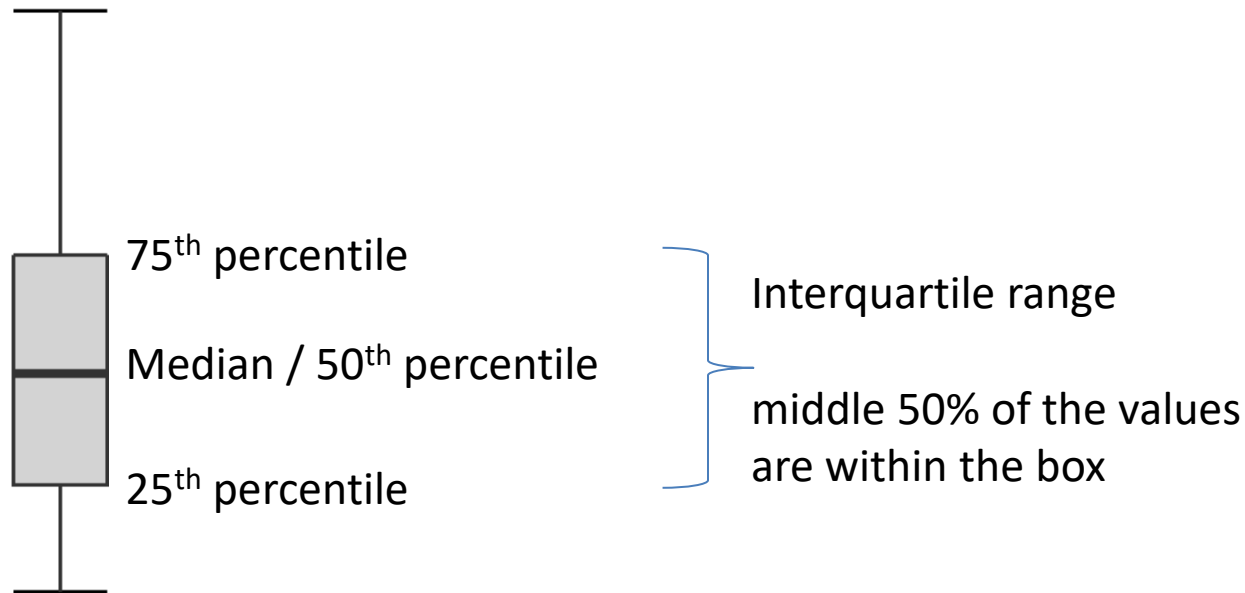 75th percentile
Interquartile range
Median / 50th percentile
middle 50% of the values
are within the box
25th percentile